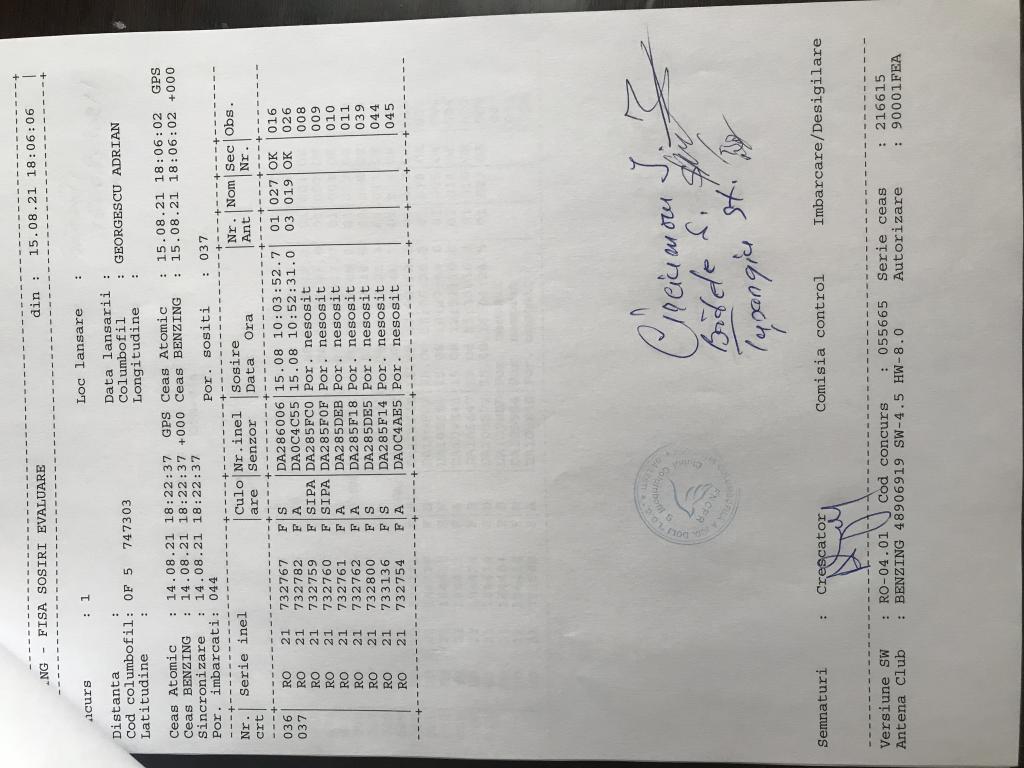 din : 15.08.21 18:06:06 |
NG - FISA SOSIRI EVALUARE
ncurs : 1 Loc lansare :
Distanta : Data lansarii :
Cod columbofil: 0F 5 747303 Columbofil : GEORGESCU ADRIAN
Latitudine : Longitudine :
Ceas Atomic : 14.08.21 18:22:37 GPS Ceas Atomic : 15.08.21 18:06:02 GPS
Ceas BENZING : 14.08.21 18:22:37 +000 Ceas BENZING : 15.08.21 18:06:02 +000
Sincronizare : 14.08.21 18:22:37
Por. imbarcati: 044 Por. sositi : 037
Nr. | Serie inel |Culo|Nr.inel |Sosire |Nr. |Nom|Sec|Obs.
crt |are |Senzor |Data Ora |Ant | |Nr.|
036 | RO 21 732767 F S |DA286006|15.08 10:03:52.7| 01|027|OK |016
037 | RO 21 732782 F A |DA0C4C55|15.08 10:52:31.0| 03|019|OK |026
RO 21 732759 F SIPA|DA285FC0|Por nesosit | | | |008
RO 21 732760 F SIPA|DA285F0F|Por nesosit | | | |009
RO 21 732761 F A |DA285DEB|Por nesosit | | | |010
RO 21 732762 F A |DA285F18|Por nesosit | | | |011
RO 21 732800 F S |DA285DE5|Por nesosit | | | |039
RO 21 733136 F S |DA285F14|Por nesosit | | | |044
RO 21 732754 F A |DA0C4AE5|Por nesosit | | | |045
Semnaturi : Crescator Comisia control Imbarcare/Desigilare
Versiune SW : RO-04.01 Cod concurs : 055665 Serie ceas : 216615
Antena Club : BENZING 48906919 SW-4.5 HW-8.0 Autorizare : 90001FEA